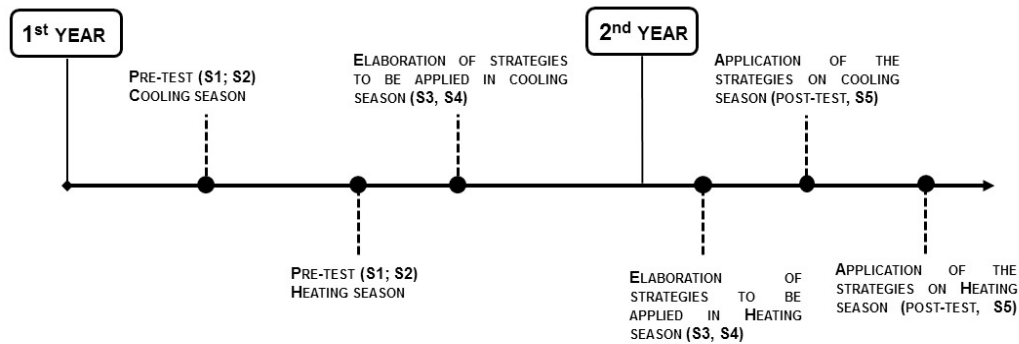 1st YEAR
2nd YEAR
PRE-TEST (S1; S2)
COOLING SEASON
ELABORATION OF STRATEGIES
TO BE APPLIED IN COOLING
SEASON (S3, S4)
APPLICATION OF THE
STRATEGIES ON COOLING
SEASON (POST-TEST, S5)
PRE-TEST (S1; S2)
HEATING SEASON
ELABORATION OF
STRATEGIES TO BE
APPLIED IN HEATING
SEASON (S3, S4)
APPLICATION OF THE
STRATEGIES ON HEATING
SEASON (POST-TEST, S5)